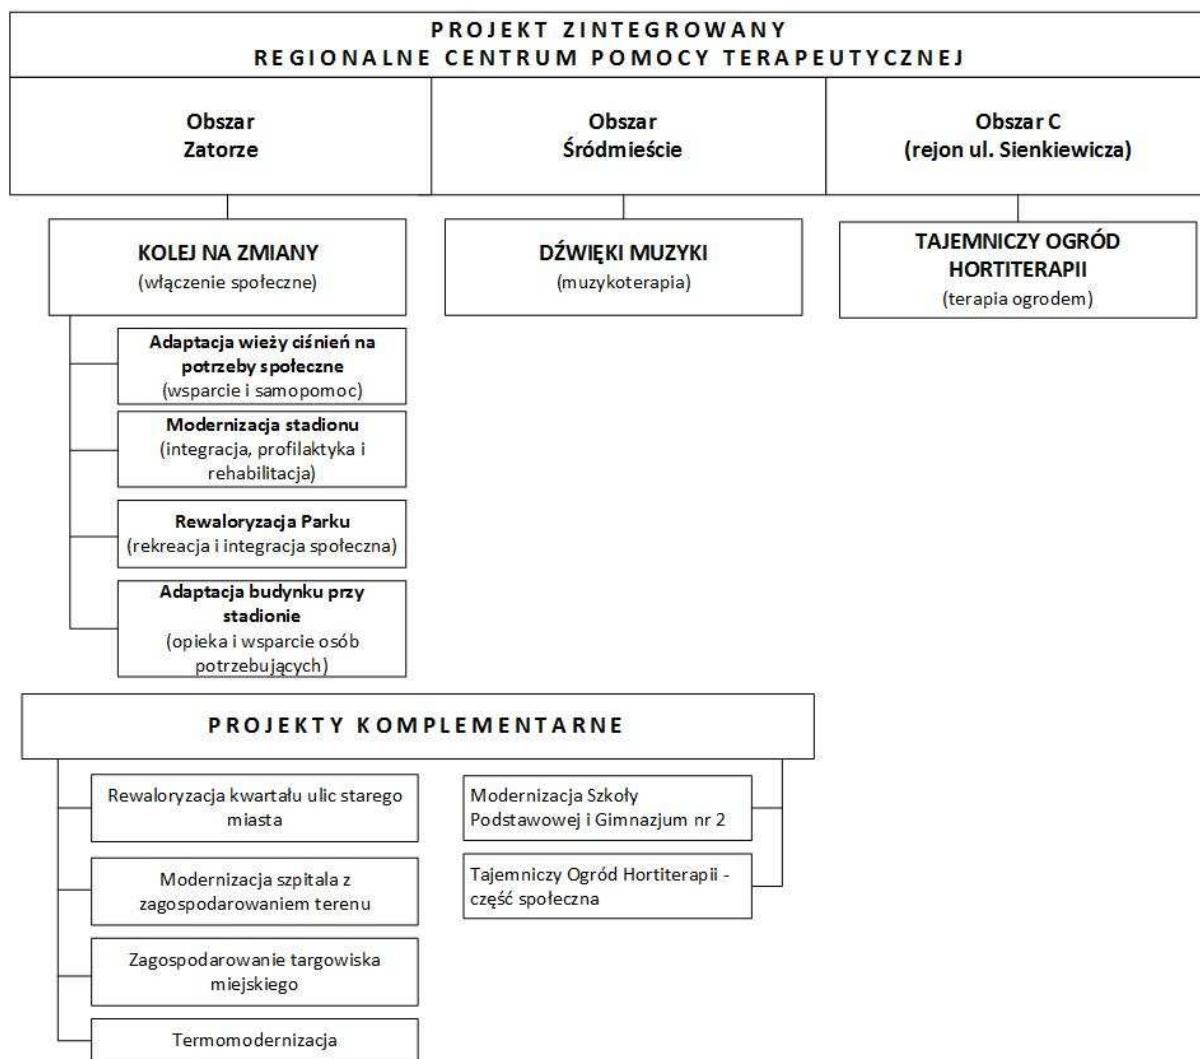 PROJEKT ZINTEGROWANY
REGIONALNE CENTRUM POMOCY TERAPEUTYCZNEJ
Obszar
Zatorze
Obszar
Śródmieście
Obszar C
(rejon ul. Sienkiewicza)
KOLEJ NA ZMIANY
(włączenie społeczne)
DŹWIĘKI MUZYKI
(muzykoterapia)
TAJEMNICZY OGRÓD
HORTITERAPII
(terapia ogrodem)
Adaptacja wieży ciśnień na
potrzeby społeczne
(wsparcie i samopomoc)
Modernizacja stadionu
(integracja, profilaktyka i
rehabilitacja)
Rewaloryzacja Parku
(rekreacja i integracja społeczna)
Adaptacja budynku przy
stadionie
(opieka i wsparcie osób
potrzebujących)
PROJEKTY KOMPLEMENTARNE
Rewaloryzacja kwartału ulic starego
miasta
Modernizacja szpitala z
zagospodarowaniem terenu
Zagospodarowanie targowiska
miejskiego
Termomodernizacja
Modernizacja Szkoły
Podstawowej i Gimnazjum nr 2
Tajemniczy Ogród Hortiterapii -
część społeczna